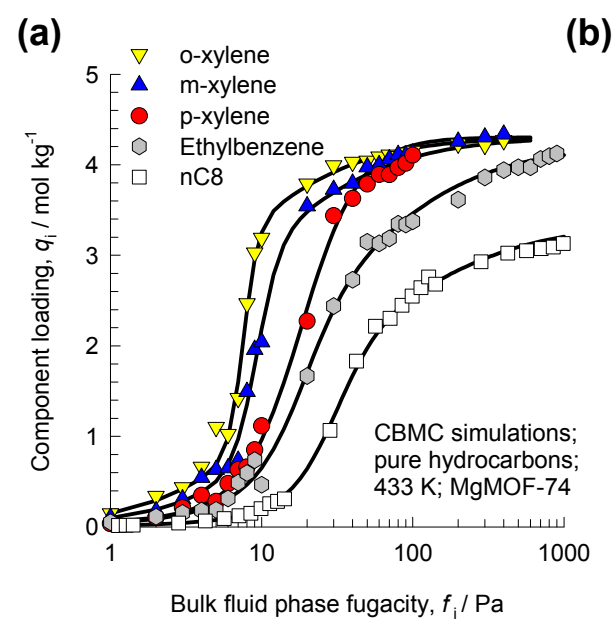 (a)
(b)
o-xylene
m-xylene
p-xylene
Ethylbenzene
nC8
5
4
3
2
1
0
Component loading, qi / mol kg-1
CBMC simulations;
pure hydrocarbons;
433 K; MgMOF-74
1 10 100 1000
Bulk fluid phase fugacity, fi / Pa